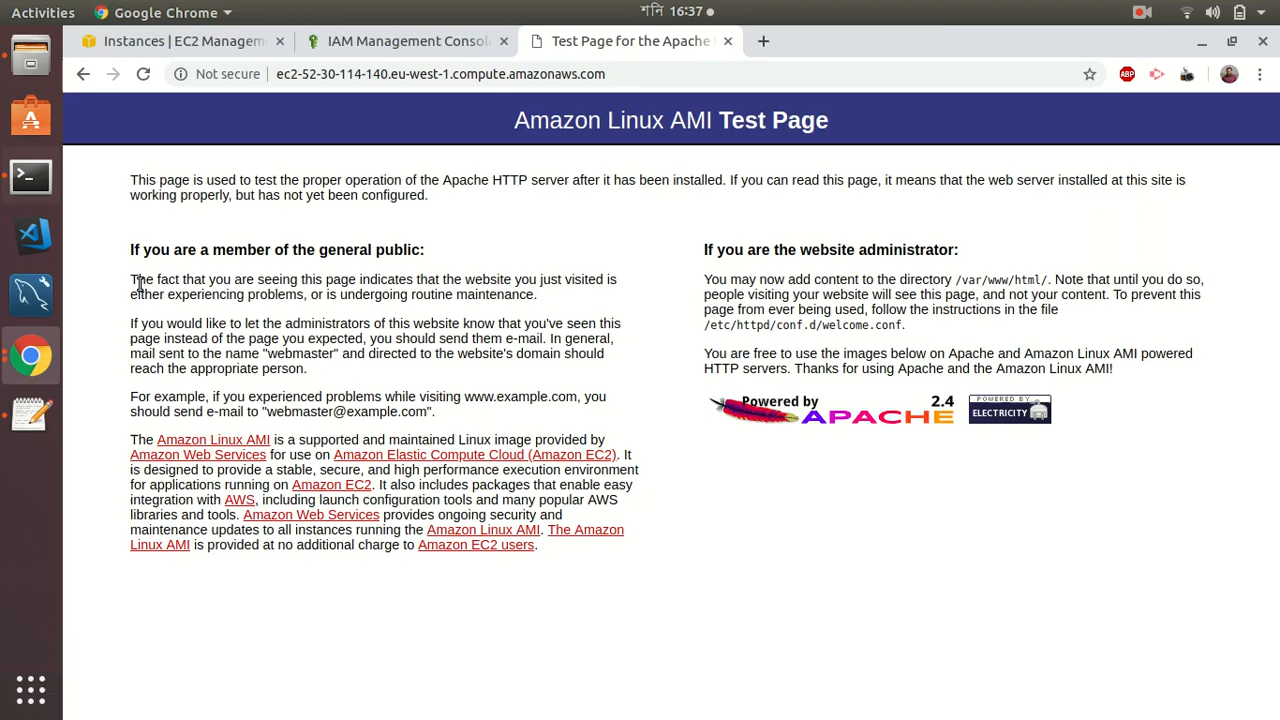 Activities
Google Chrome
শনি 16:37
Instances | EC2 Managem
IAM Management Consol
Test Page for the Apache
Not secure
ec2-52-30-114-140.eu-west-1.compute.amazonaws.com
ABP
Amazon Linux AMI Test Page
This page is used to test the proper operation of the Apache HTTP server after it has been installed. If you can read this page, it means that the web server installed at this site is
working properly, but has not yet been configured.
If you are a member of the general public:
The fact that you are seeing this page indicates that the website you just visited is
either experiencing problems, or is undergoing routine maintenance.
If you would like to let the administrators of this website know that you've seen this
page instead of the page you expected, you should send them e-mail. In general,
mail sent to the name "webmaster" and directed to the website's domain should
reach the appropriate person.
For example, if you experienced problems while visiting www.example.com, you
should send e-mail to "webmaster@example.com".
The Amazon Linux AMI is a supported and maintained Linux image provided by
Amazon Web Services for use on Amazon Elastic Compute Cloud (Amazon EC2). It
is designed to provide a stable, secure, and high performance execution environment
for applications running on Amazon EC2. It also includes packages that enable easy
integration with AWS, including launch configuration tools and many popular AWS
libraries and tools. Amazon Web Services provides ongoing security and
maintenance updates to all instances running the Amazon Linux AMI. The Amazon
Linux AMI is provided at no additional charge to Amazon EC2 users.
If you are the website administrator:
You may now add content to the directory /var/www/html/. Note that until you do so,
people visiting your website will see this page, and not your content. To prevent this
page from ever being used, follow the instructions in the file
/etc/httpd/conf.d/welcome.conf.
You are free to use the images below on Apache and Amazon Linux AMI powered
HTTP servers. Thanks for using Apache and the Amazon Linux AMI!
Powered by 2.4
APACHE
POWERED BY
ELECTRICITY